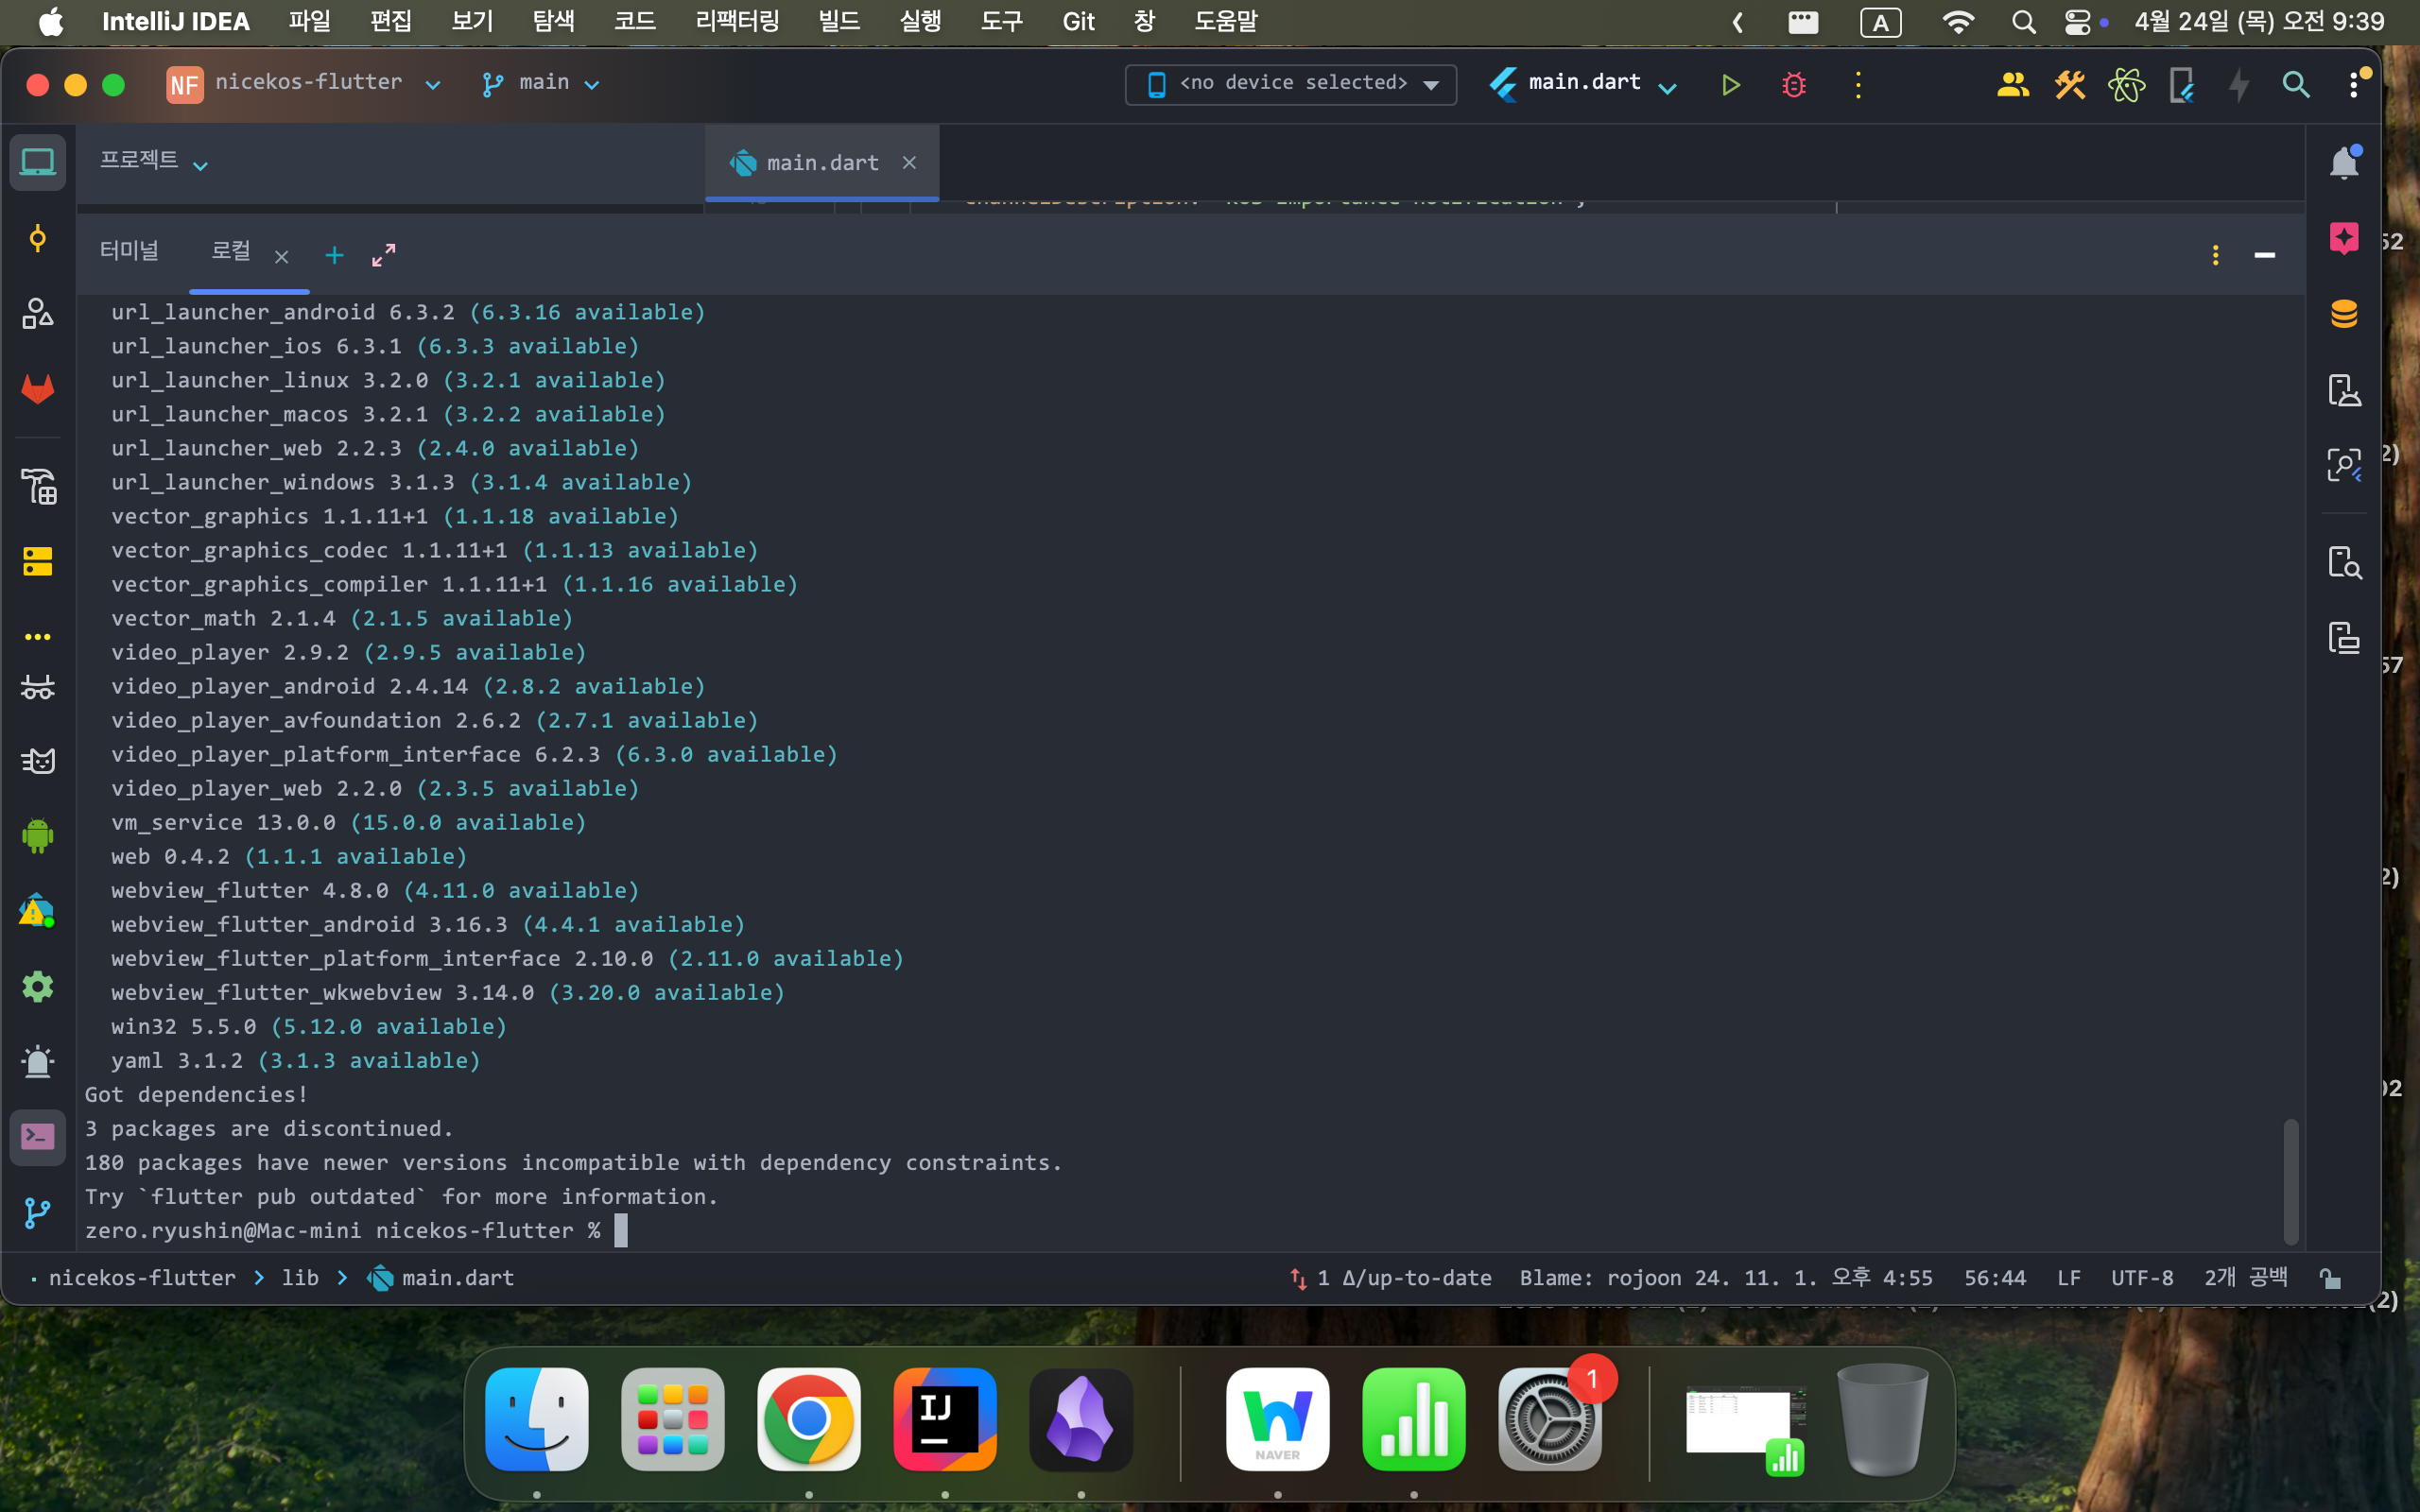 IntelliJ IDEA 파일 편집 보기 탐색 코드 리팩터링 빌드 실행 도구 Git 창 도움말 A 4월 24일 (목) 오전 9:39
NF nicekos-flutter main <no device selected> main.dart
프로젝트 main.dart
터미널 로컬
url_launcher_android 6.3.2 (6.3.16 available)
url_launcher_ios 6.3.1 (6.3.3 available)
url_launcher_linux 3.2.0 (3.2.1 available)
url_launcher_macos 3.2.1 (3.2.2 available)
url_launcher_web 2.2.3 (2.4.0 available)
url_launcher_windows 3.1.3 (3.1.4 available)
vector_graphics 1.1.11+1 (1.1.18 available)
vector_graphics_codec 1.1.11+1 (1.1.13 available)
vector_graphics_compiler 1.1.11+1 (1.1.16 available)
vector_math 2.1.4 (2.1.5 available)
video_player 2.9.2 (2.9.5 available)
video_player_android 2.4.14 (2.8.2 available)
video_player_avfoundation 2.6.2 (2.7.1 available)
video_player_platform_interface 6.2.3 (6.3.0 available)
video_player_web 2.2.0 (2.3.5 available)
vm_service 13.0.0 (15.0.0 available)
web 0.4.2 (1.1.1 available)
webview_flutter 4.8.0 (4.11.0 available)
webview_flutter_android 3.16.3 (4.4.1 available)
webview_flutter_platform_interface 2.10.0 (2.11.0 available)
webview_flutter_wkwebview 3.14.0 (3.20.0 available)
win32 5.5.0 (5.12.0 available)
yaml 3.1.2 (3.1.3 available)
Got dependencies!
3 packages are discontinued.
180 packages have newer versions incompatible with dependency constraints.
Try `flutter pub outdated` for more information.
zero.ryushin@Mac-mini nicekos-flutter %
nicekos-flutter lib main.dart 1 Δ/up-to-date Blame: rojoon 24. 11. 1. 오후 4:55 56:44 LF UTF-8 2개 공백
IJ
NAVER
1